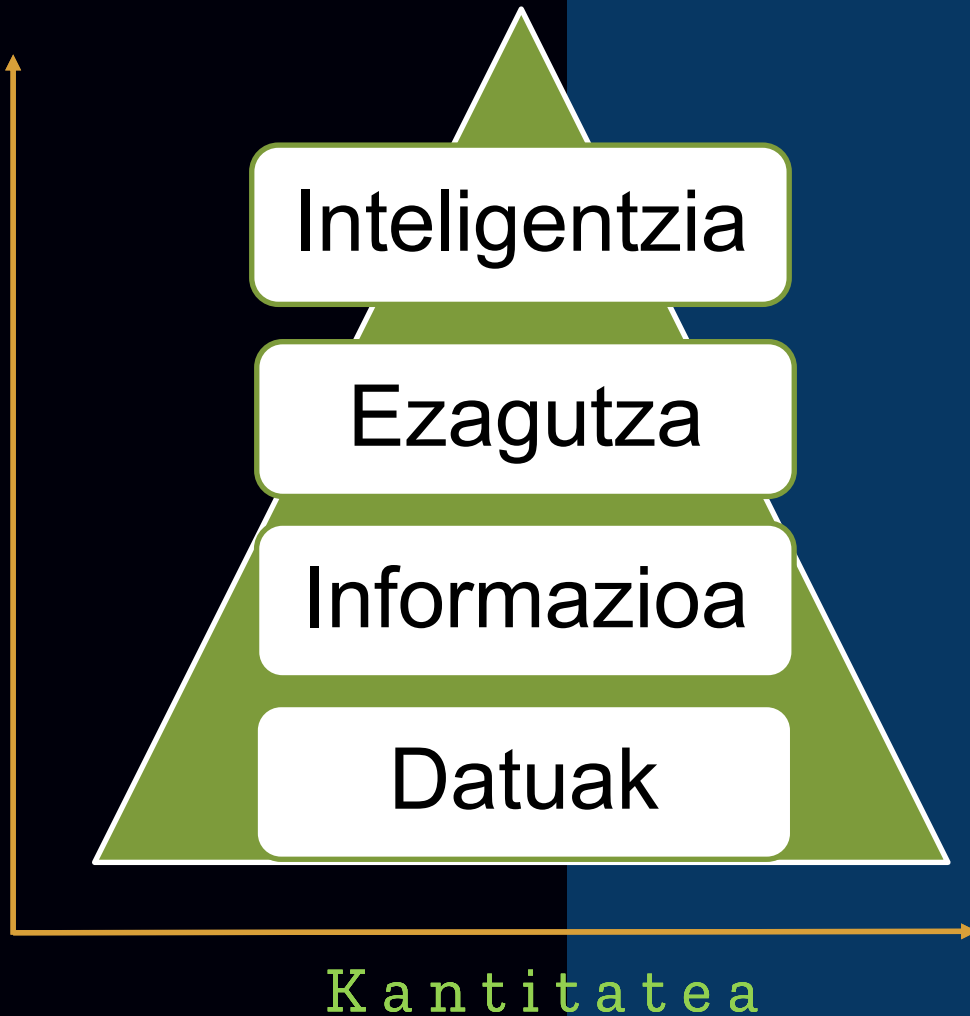 Inteligentzia
Ezagutza
Informazioa
Datuak
Kantitatea